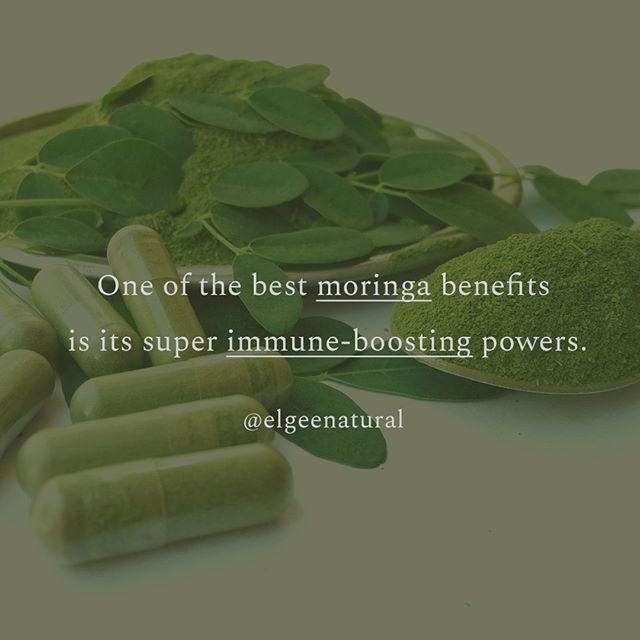 One of the best moringa benefits
is its super immune-boosting powers.
@elgeenatural